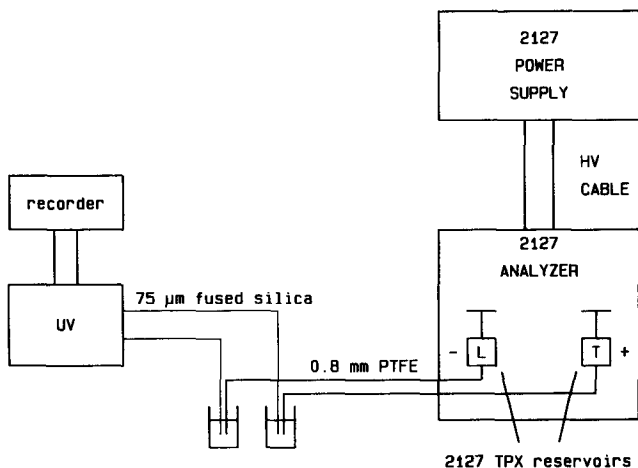 2127
POWER
SUPPLY
HV
CABLE
recorder
2127
ANALYZER
75 µm fused silica
UV
- L T +
0.8 mm PTFE
2127 TPX reservoirs